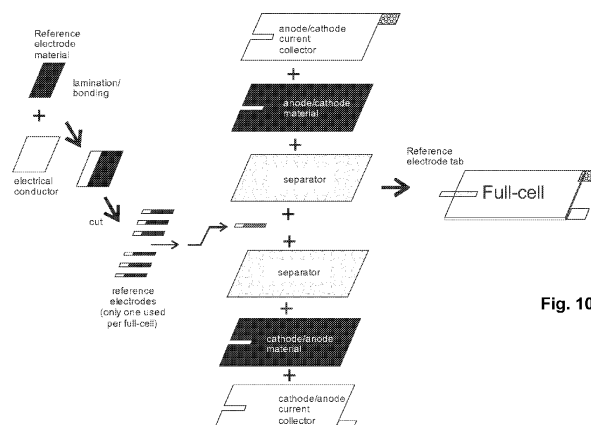 Reference
electrode
material
lamination/
bonding
+
electrical
conductor
cut
reference
electrodes
(only one used
per full-cell)
anode/cathode
current
collector
+
anode/cathode
material
+
separator
+
+
separator
+
cathode/anode
material
+
cathode/anode
current
collector
Reference
electrode tab
Full-cell
Fig. 10